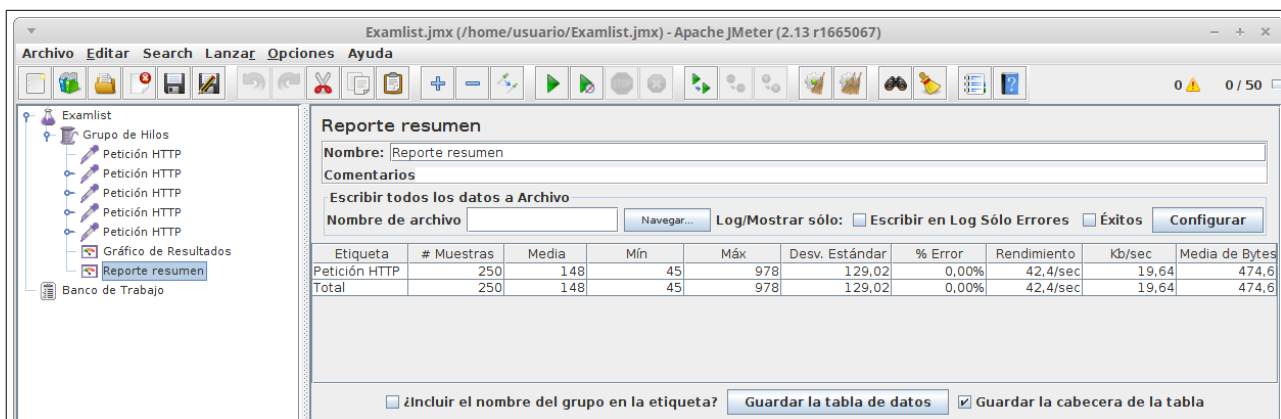 Examlist.jmx (/home/usuario/Examlist.jmx) - Apache JMeter (2.13 r1665067)
Archivo Editar Search Lanzar Opciones Ayuda
0 0 / 50
Examlist
Grupo de Hilos
Petición HTTP
Petición HTTP
Petición HTTP
Petición HTTP
Petición HTTP
Gráfico de Resultados
Reporte resumen
Banco de Trabajo
Reporte resumen
Nombre: Reporte resumen
Comentarios
Escribir todos los datos a Archivo
Nombre de archivo Navegar... Log/Mostrar sólo: Escribir en Log Sólo Errores Éxitos Configurar
Etiqueta # Muestras Media Mín Máx Desv. Estándar % Error Rendimiento Kb/sec Media de Bytes
Petición HTTP 250 148 45 978 129,02 0,00% 42,4/sec 19,64 474,6
Total 250 148 45 978 129,02 0,00% 42,4/sec 19,64 474,6
¿Incluir el nombre del grupo en la etiqueta? Guardar la tabla de datos Guardar la cabecera de la tabla